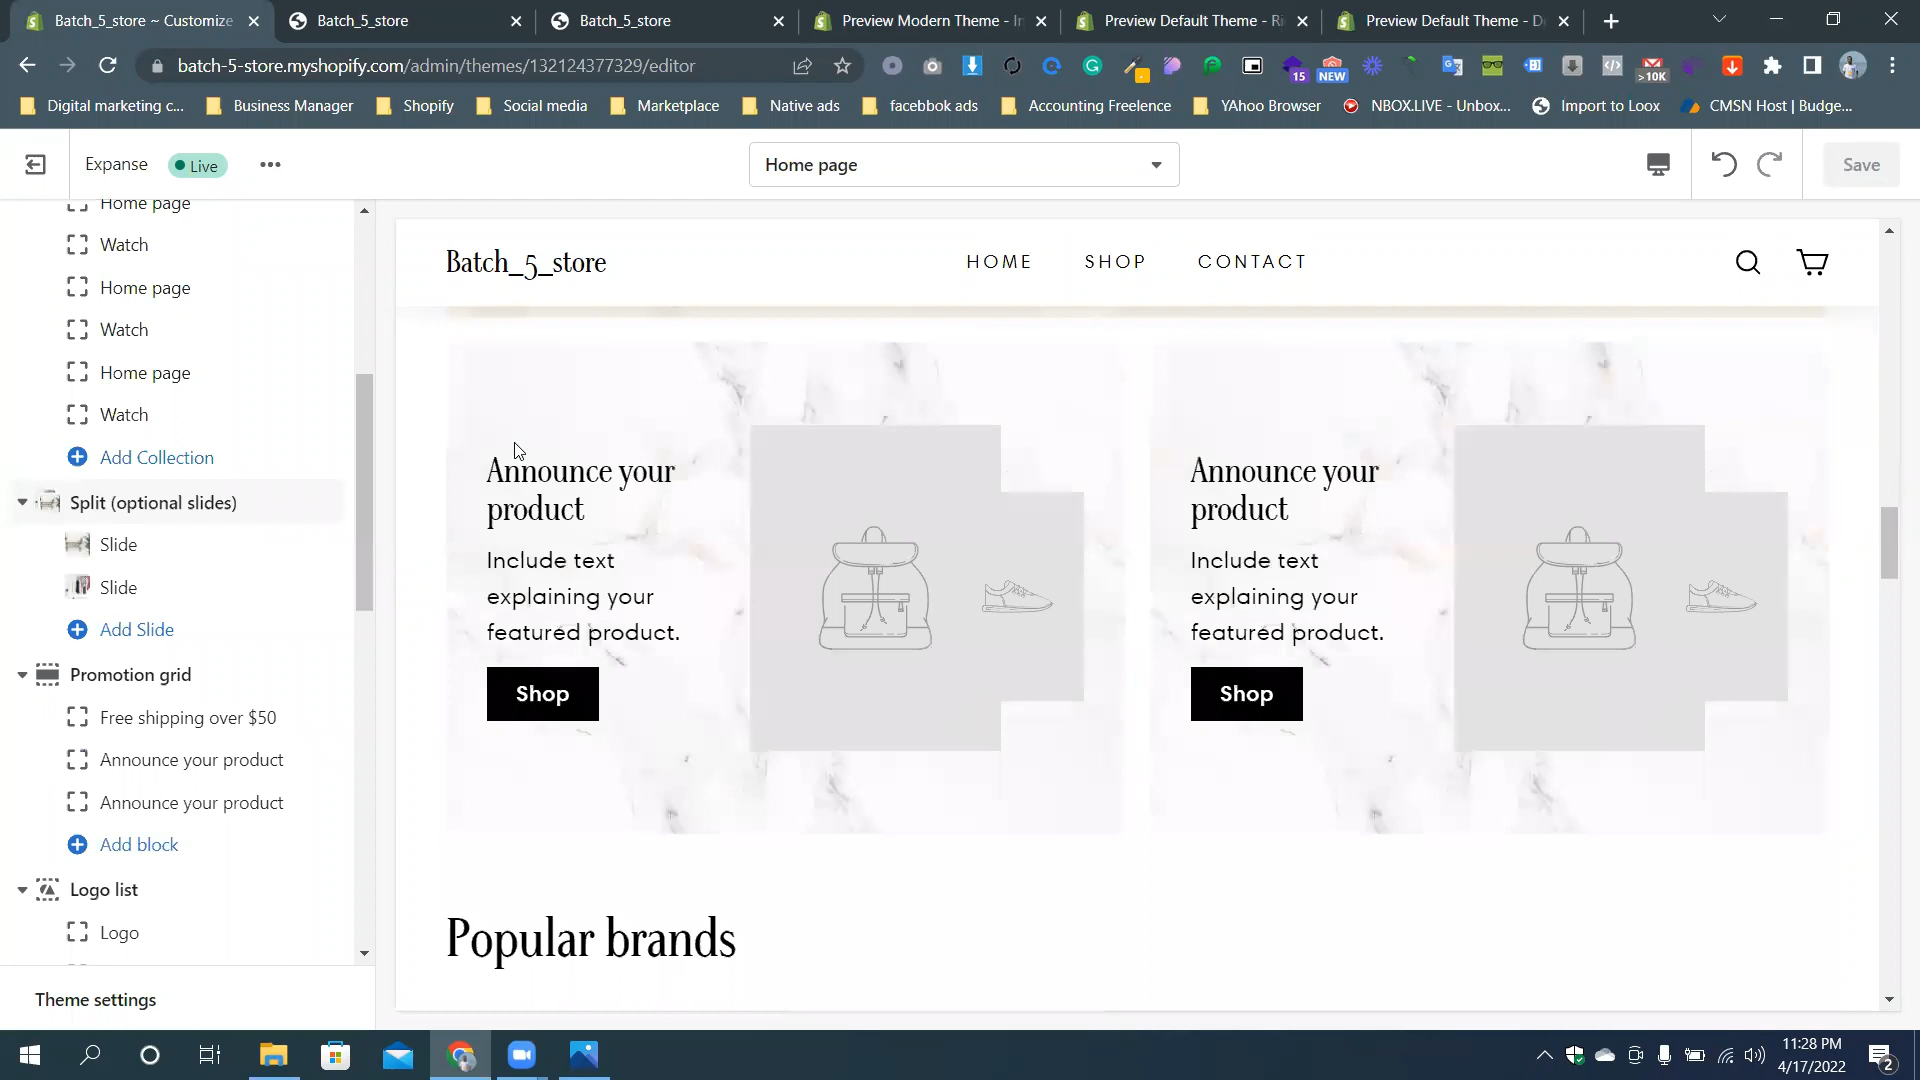 Batch_5_store ~ Customize
Batch_5_store
Batch_5_store
Preview Modern Theme - In
Preview Default Theme - Ri
Preview Default Theme - D
batch-5-store.myshopify.com/admin/themes/132124377329/editor
15
NEW
>10K
Digital marketing c...
Business Manager
Shopify
Social media
Marketplace
Native ads
facebbok ads
Accounting Freelence
YAhoo Browser
NBOX.LIVE - Unbox...
Import to Loox
CMSN Host | Budge...
Expanse
Live
Home page
Save
Home page
Watch
Home page
Watch
Home page
Watch
Add Collection
Split (optional slides)
Slide
Slide
Add Slide
Promotion grid
Free shipping over $50
Announce your product
Announce your product
Add block
Logo list
Logo
Theme settings
Batch_5_store
HOME
SHOP
CONTACT
Announce your
product
Include text
explaining your
featured product.
Shop
Announce your
product
Include text
explaining your
featured product.
Shop
Popular brands
11:28 PM
4/17/2022
2